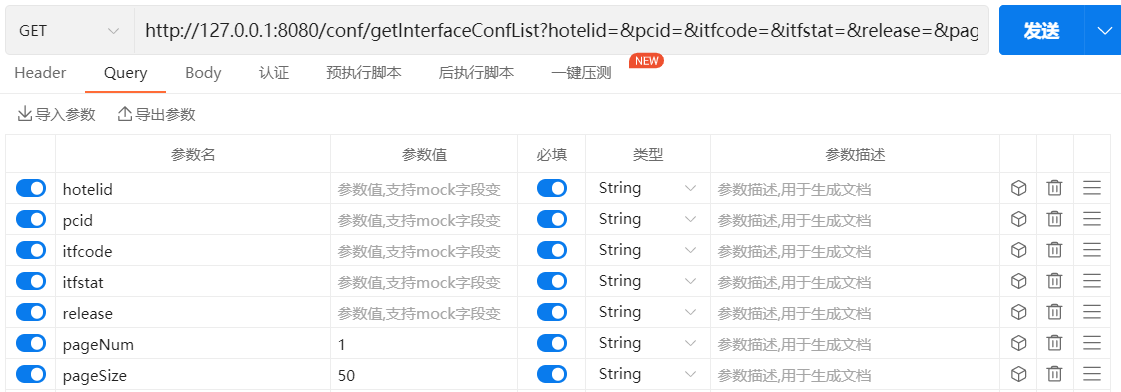 GET http://127.0.0.1:8080/conf/getInterfaceConfList?hotelid=&pcid=&itfcode=&itfstat=&release=&pag 发送
Header Query Body 认证 预执行脚本 后执行脚本 一键压测 NEW
导入参数 导出参数
参数名 参数值 必填 类型 参数描述
hotelid 参数值,支持mock字段变 String 参数描述,用于生成文档
pcid 参数值,支持mock字段变 String 参数描述,用于生成文档
itfcode 参数值,支持mock字段变 String 参数描述,用于生成文档
itfstat 参数值,支持mock字段变 String 参数描述,用于生成文档
release 参数值,支持mock字段变 String 参数描述,用于生成文档
pageNum 1 String 参数描述,用于生成文档
pageSize 50 String 参数描述,用于生成文档